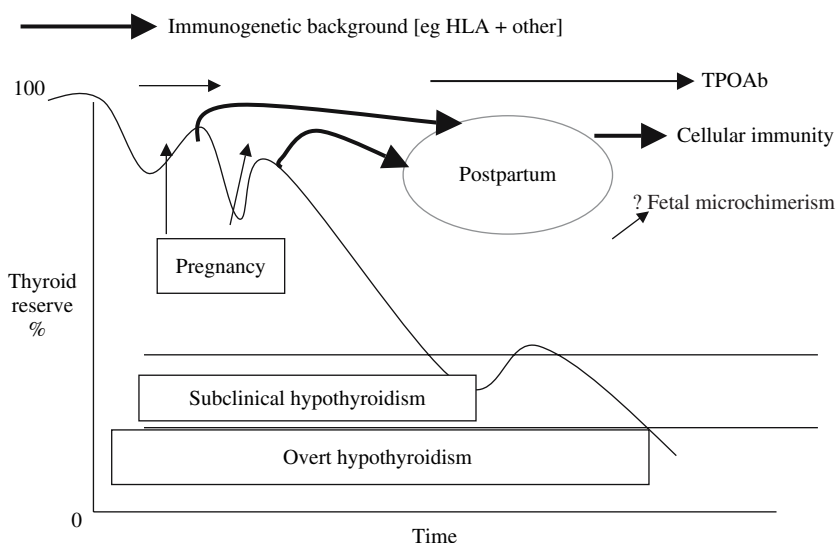 Immunogenetic background [eg HLA + other]
100
TPOAb
Cellular immunity
Postpartum
? Fetal microchimerism
Pregnancy
Thyroid
reserve
%
Subclinical hypothyroidism
Overt hypothyroidism
0
Time